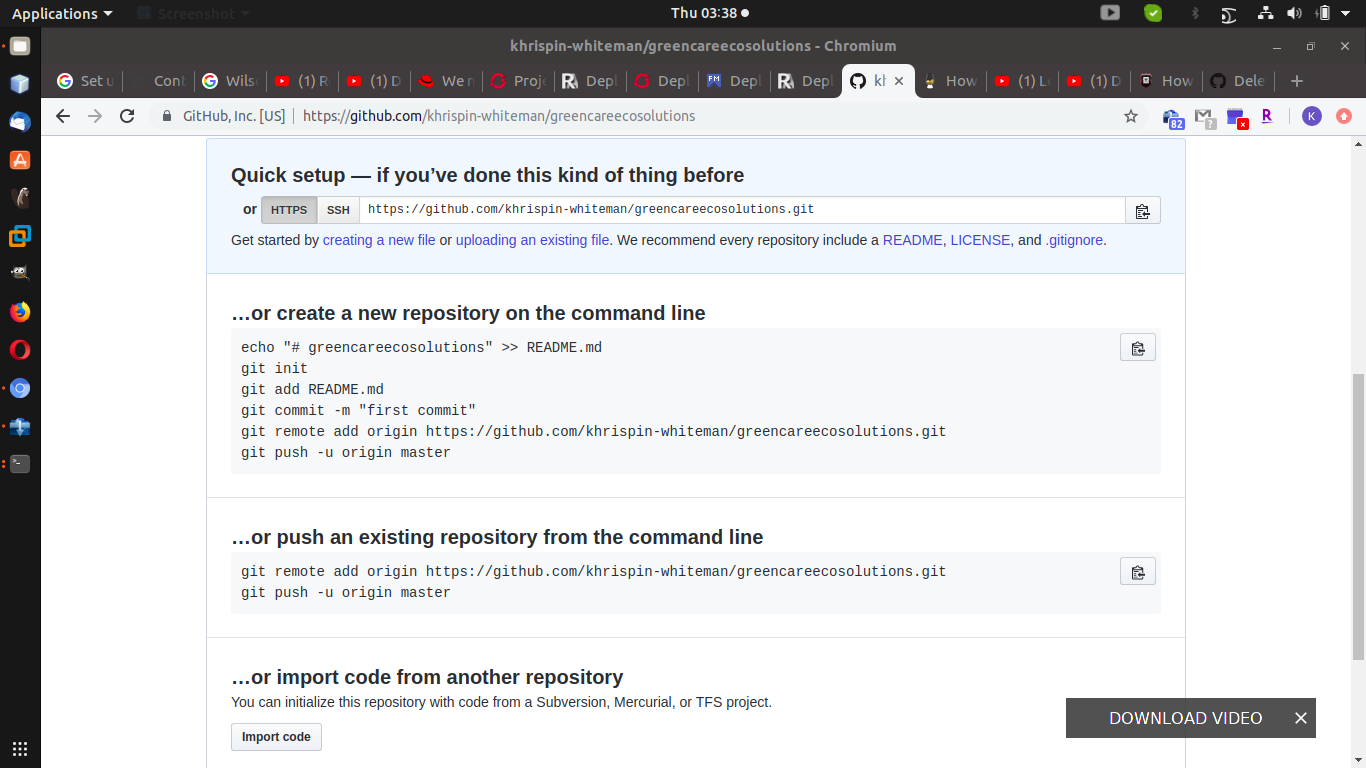 Applications
Screenshot
Thu 03:38
khrispin-whiteman/greencareecosolutions - Chromium
Set u
Cont
Wils
(1) R
(1) D
We n
Proje
Depl
Depl
Depl
Depl
kh
How
(1) L
(1) D
How
Dele
GitHub, Inc. [US] https://github.com/khrispin-whiteman/greencareecosolutions
82
K
Quick setup — if you’ve done this kind of thing before
or HTTPS SSH https://github.com/khrispin-whiteman/greencareecosolutions.git
Get started by creating a new file or uploading an existing file. We recommend every repository include a README, LICENSE, and .gitignore.
…or create a new repository on the command line
echo "# greencareecosolutions" >> README.md
git init
git add README.md
git commit -m "first commit"
git remote add origin https://github.com/khrispin-whiteman/greencareecosolutions.git
git push -u origin master
…or push an existing repository from the command line
git remote add origin https://github.com/khrispin-whiteman/greencareecosolutions.git
git push -u origin master
…or import code from another repository
You can initialize this repository with code from a Subversion, Mercurial, or TFS project.
Import code
DOWNLOAD VIDEO